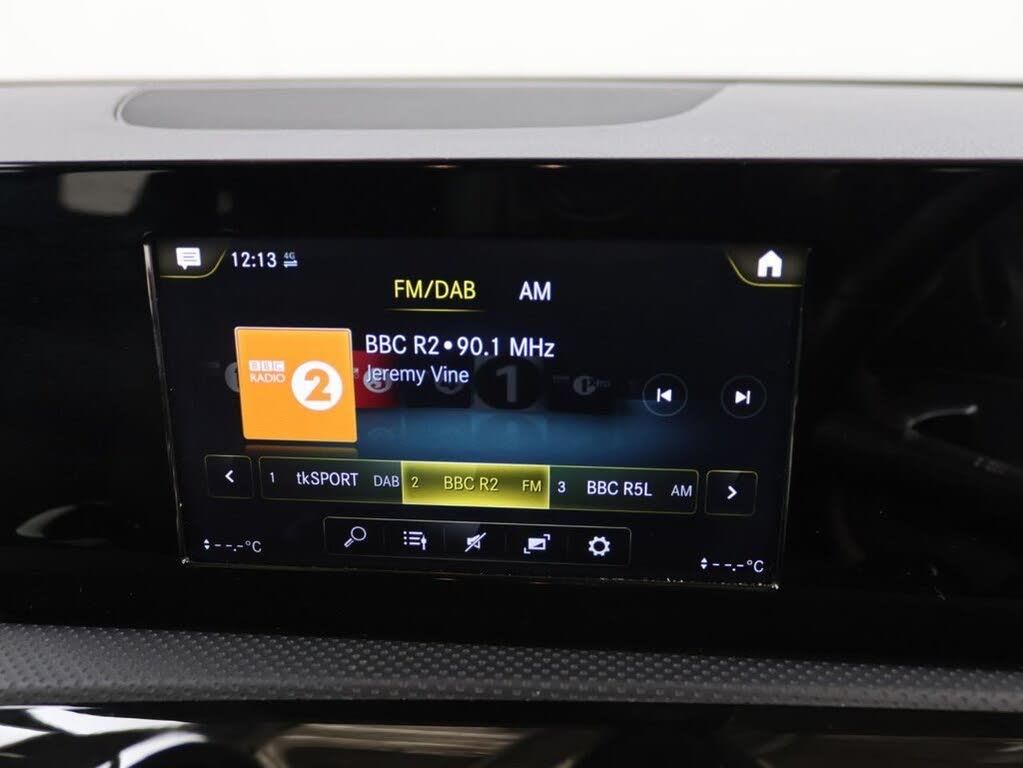 12:13 4G
FM/DAB AM
BBC R2•90.1 MHz
Jeremy Vine
BBC
RADIO 2
1
1 tkSPORT DAB 2 BBC R2 FM 3 BBC R5L AM
--.-°C
--.-°C